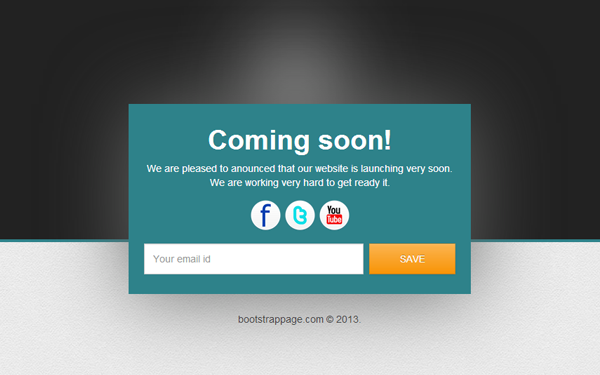 Coming soon!
We are pleased to anounced that our website is launching very soon.
We are working very hard to get ready it.
f t You
Tube
Your email id SAVE
bootstrappage.com © 2013.